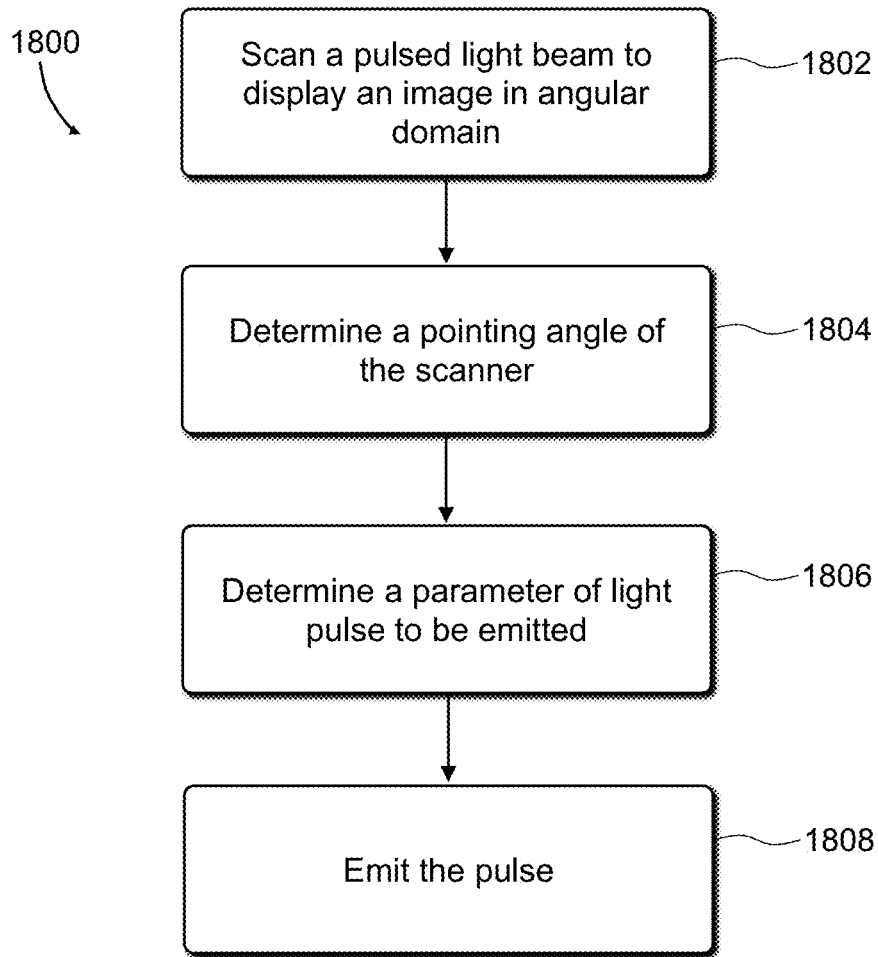 1800
Scan a pulsed light beam to
display an image in angular
domain
1802
Determine a pointing angle of
the scanner
1804
Determine a parameter of light
pulse to be emitted
1806
Emit the pulse
1808